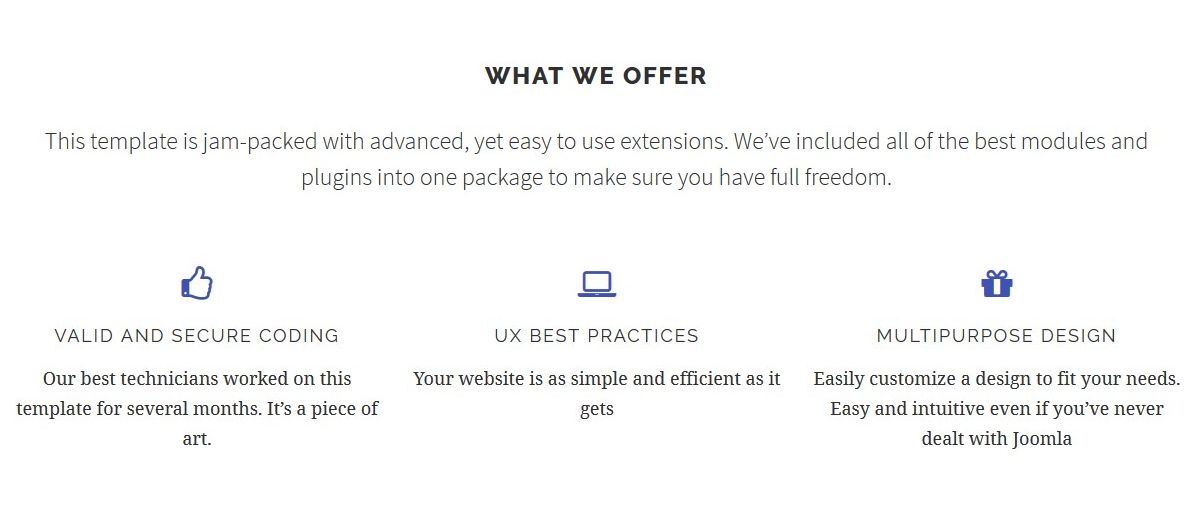 WHAT WE OFFER
This template is jam-packed with advanced, yet easy to use extensions. We’ve included all of the best modules and
plugins into one package to make sure you have full freedom.
VALID AND SECURE CODING
Our best technicians worked on this
template for several months. It’s a piece of
art.
UX BEST PRACTICES
Your website is as simple and efficient as it
gets
MULTIPURPOSE DESIGN
Easily customize a design to fit your needs.
Easy and intuitive even if you’ve never
dealt with Joomla